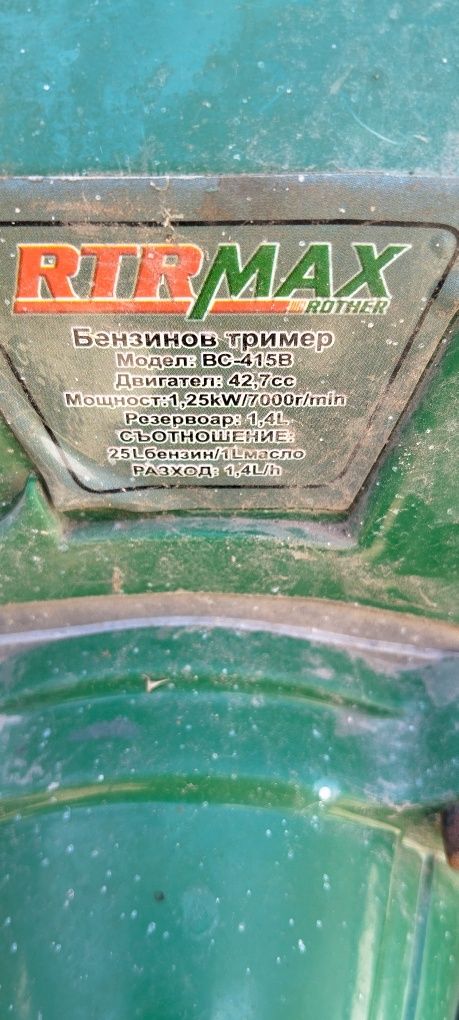 RTRMAX
ROTHER
Бензинов тример
Модел: BC-415B
Двигател: 42,7cc
Мощност:1,25kW/7000r/min
Резервоар: 1,4L
СЪОТНОШЕНИЕ:
25Lбензин/1Lмасло
РАЗХОД: 1,4L/h